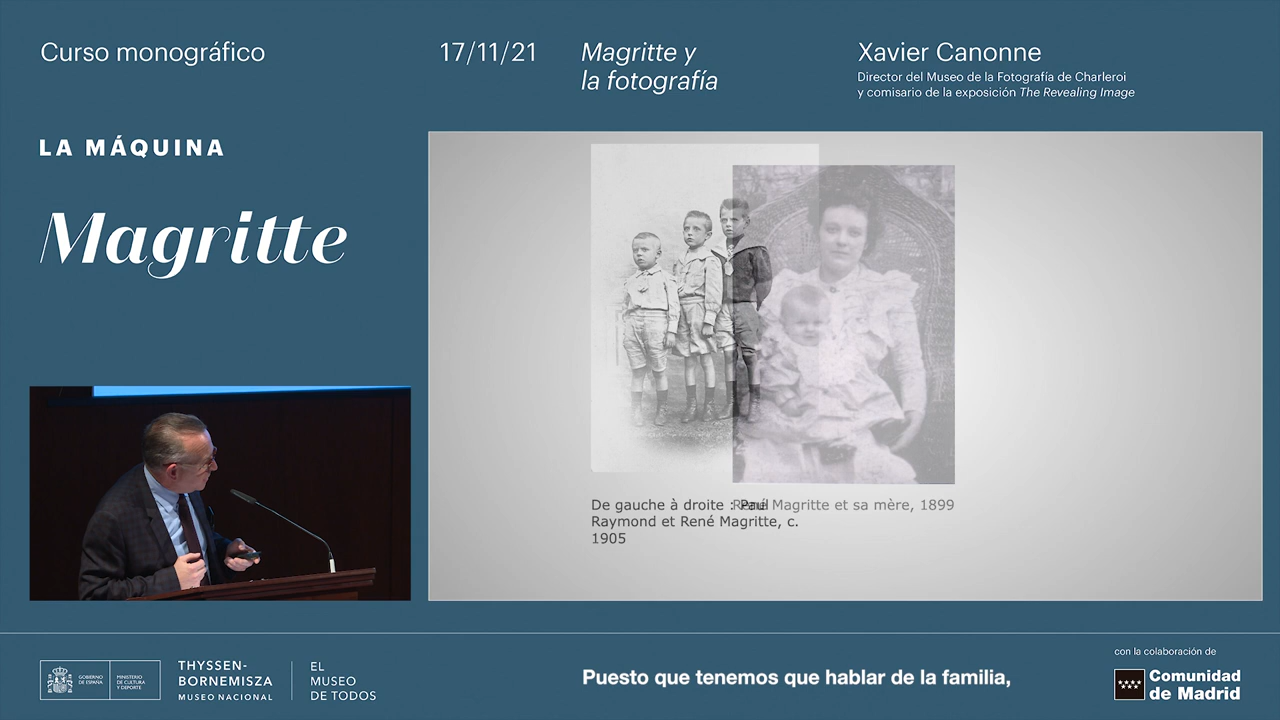 Curso monográfico
17/11/21
Magritte y
la fotografía
Xavier Canonne
Director del Museo de la Fotografía de Charleroi
y comisario de la exposición The Revealing Image
LA MÁQUINA
Magritte
De gauche à droite : Paul
Raymond et René Magritte, c.
1905
René Magritte et sa mère, 1899
GOBIERNO
DE ESPAÑA
MINISTERIO
DE CULTURA
Y DEPORTE
THYSSEN-
BORNEMISZA
MUSEO NACIONAL
EL
MUSEO
DE TODOS
Puesto que tenemos que hablar de la familia,
con la colaboración de
Comunidad
de Madrid